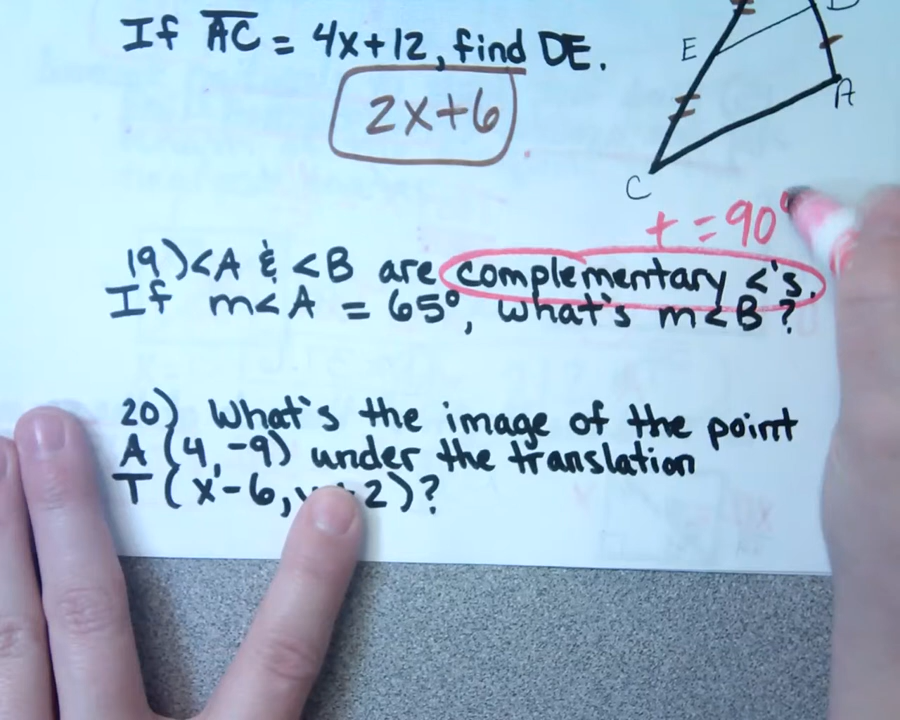 If AC = 4x+12, find DE.
2x+6
E
A
C
+ = 90°
19) <A & <B are complementary <'s.
If m<A = 65°, what's m<B?
20) What's the image of the point
A (4, -9) under the translation
T (x-6, y+2)?